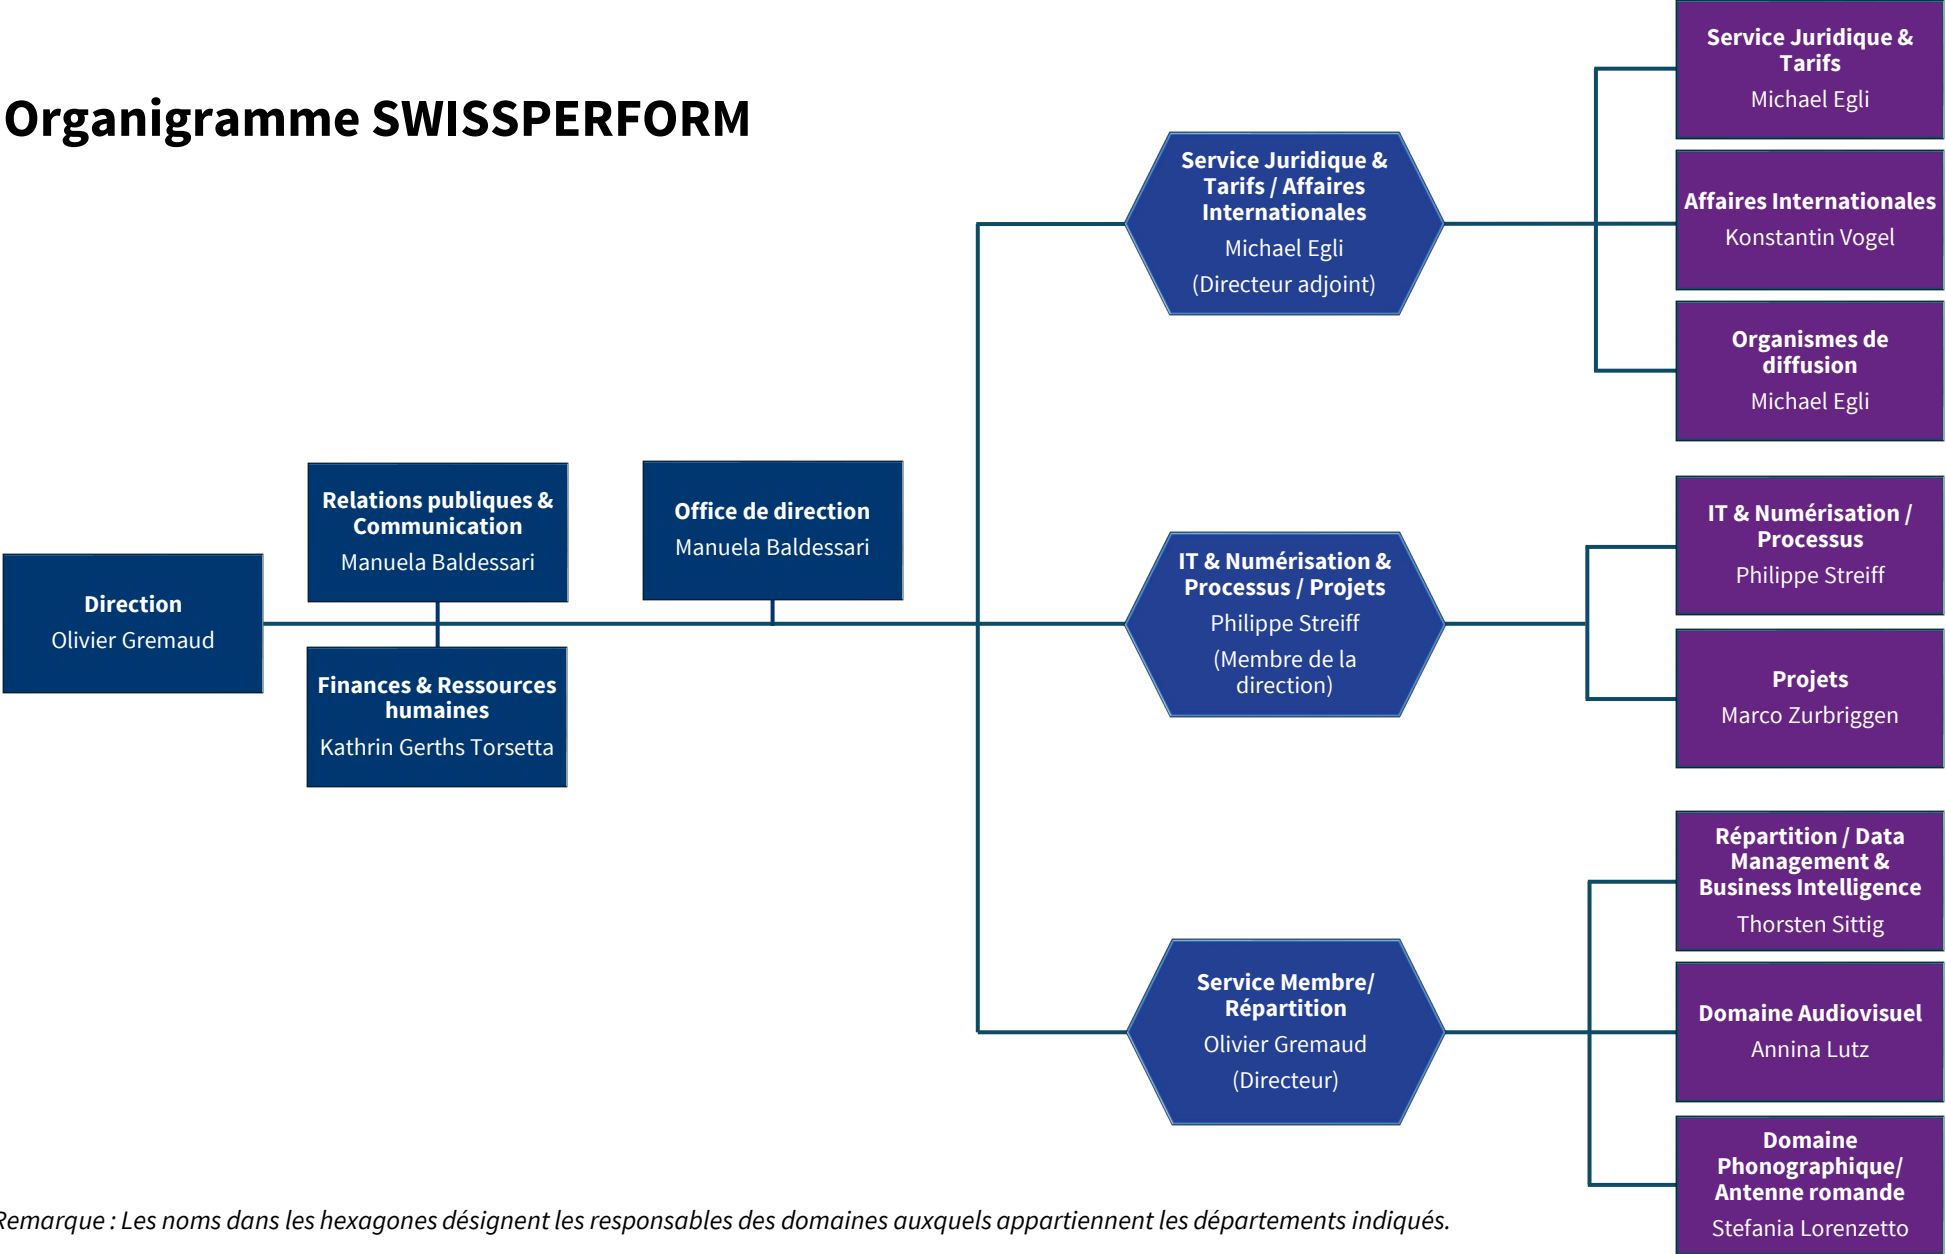 Organigramme SWISSPERFORM
Direction
Olivier Gremaud
Relations publiques &
Communication
Manuela Baldessari
Finances & Ressources
humaines
Kathrin Gerths Torsetta
Office de direction
Manuela Baldessari
Service Juridique &
Tarifs / Affaires
Internationales
Michael Egli
(Directeur adjoint)
Service Juridique &
Tarifs
Michael Egli
Affaires Internationales
Konstantin Vogel
Organismes de
diffusion
Michael Egli
IT & Numérisation &
Processus / Projets
Philippe Streiff
(Membre de la
direction)
IT & Numérisation /
Processus
Philippe Streiff
Projets
Marco Zurbriggen
Service Membre/
Répartition
Olivier Gremaud
(Directeur)
Répartition / Data
Management &
Business Intelligence
Thorsten Sittig
Domaine Audiovisuel
Annina Lutz
Domaine
Phonographique/
Antenne romande
Stefania Lorenzetto
Remarque : Les noms dans les hexagones désignent les responsables des domaines auxquels appartiennent les départements indiqués.